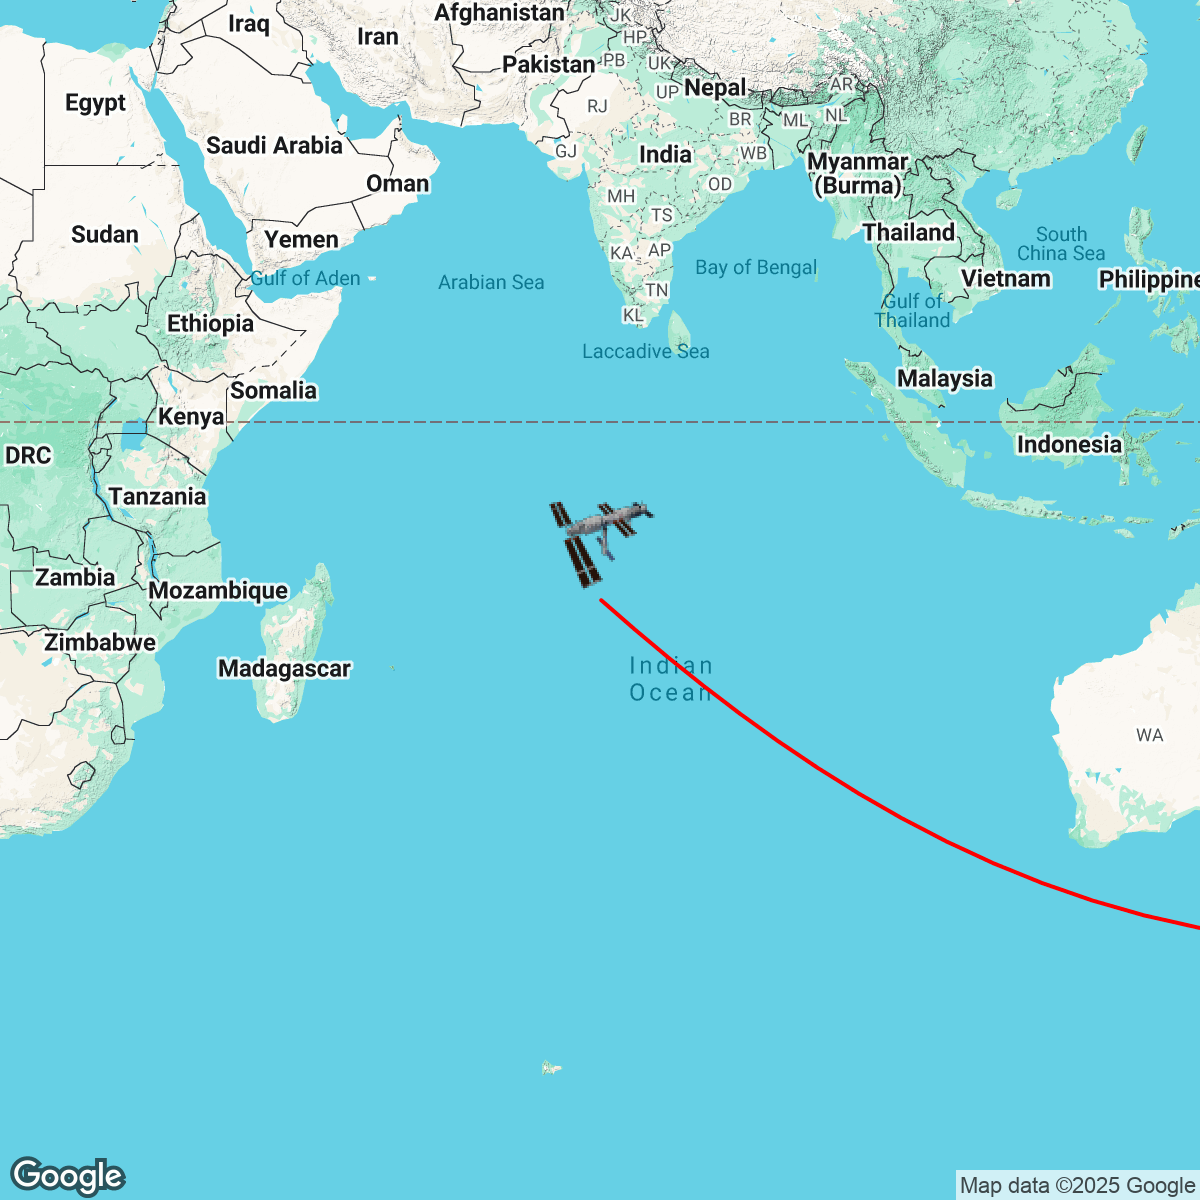 Afghanistan
JK
Iraq
Iran
HP
Pakistan
PB
UK
Nepal
AR
UP
Egypt
RJ
BR
ML
NL
Saudi Arabia
GJ
India
WB
Myanmar
(Burma)
Oman
OD
MH
TS
Sudan
Yemen
Thailand
South
China Sea
KA
AP
Bay of Bengal
Gulf of Aden
Arabian Sea
Vietnam
Philippine
TN
Gulf of
Thailand
Ethiopia
KL
Laccadive Sea
Malaysia
Somalia
Kenya
Indonesia
DRC
Tanzania
Zambia
Mozambique
Zimbabwe
Madagascar
Indian
Ocean
WA
Google
Map data ©2025 Google